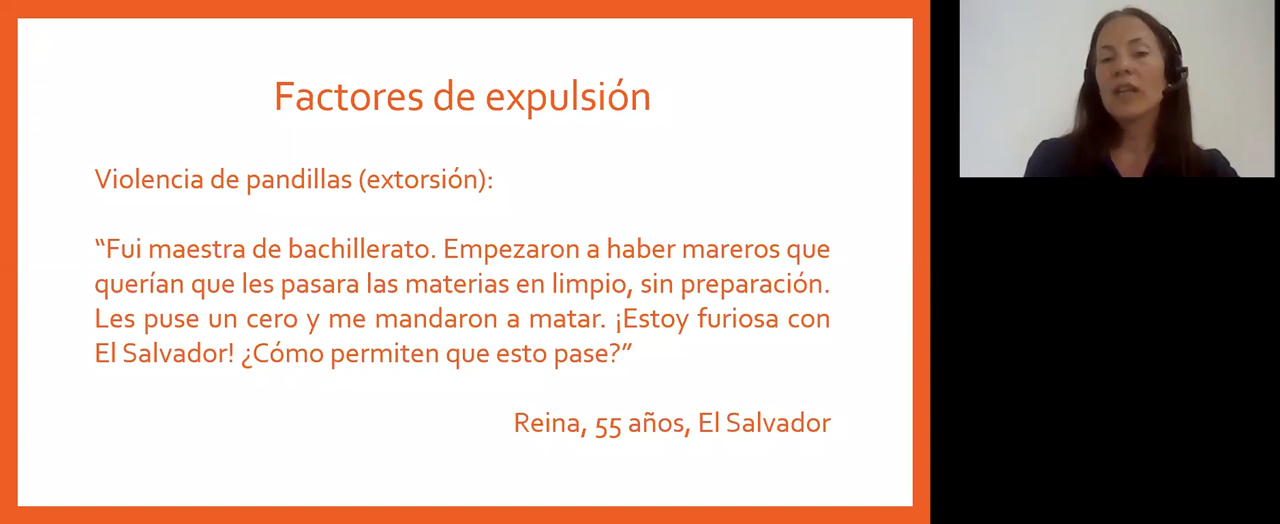 Factores de expulsión
Violencia de pandillas (extorsión):
“Fui maestra de bachillerato. Empezaron a haber mareros que
querían que les pasara las materias en limpio, sin preparación.
Les puse un cero y me mandaron a matar. ¡Estoy furiosa con
El Salvador! ¿Cómo permiten que esto pase?”
Reina, 55 años, El Salvador